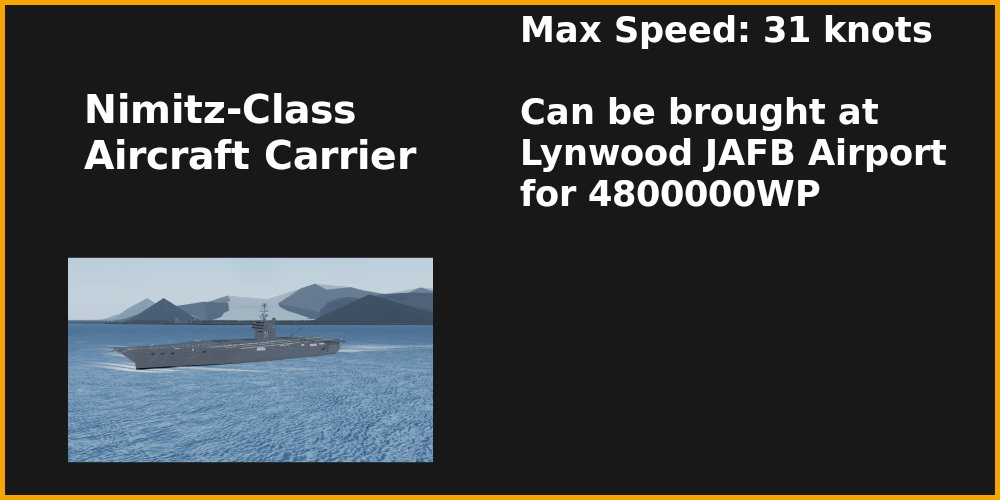 Nimitz-Class
Aircraft Carrier
Max Speed: 31 knots
Can be brought at
Lynwood JAFB Airport
for 4800000WP